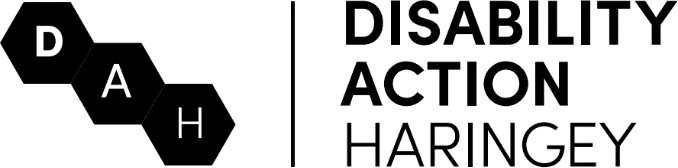 D
A
H
DISABILITY
ACTION
HARINGEY